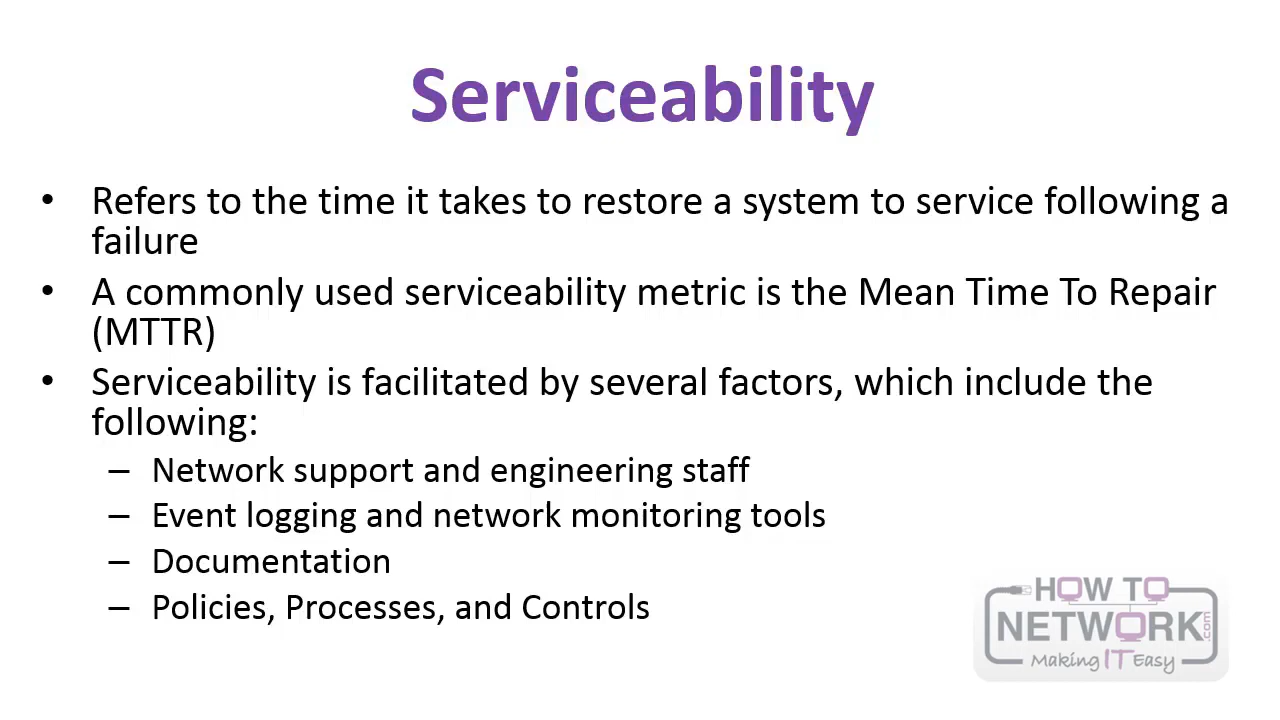 Serviceability
• Refers to the time it takes to restore a system to service following a
failure
• A commonly used serviceability metric is the Mean Time To Repair
(MTTR)
• Serviceability is facilitated by several factors, which include the
following:
– Network support and engineering staff
– Event logging and network monitoring tools
– Documentation
– Policies, Processes, and Controls
HOW TO
NETWORK.com
Making IT Easy